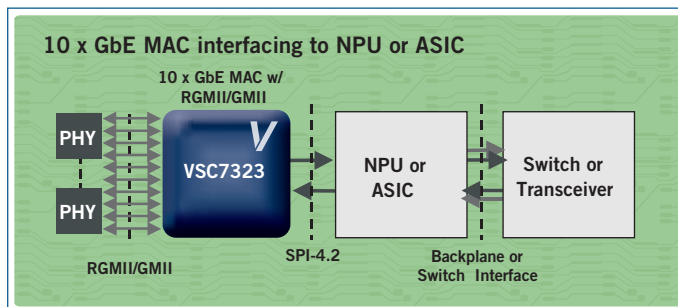 10 x GbE MAC interfacing to NPU or ASIC
10 x GbE MAC w/
RGMII/GMII
PHY
PHY
V
VSC7323
NPU or
ASIC
Switch or
Transceiver
RGMII/GMII
SPI-4.2
Backplane or
Switch Interface